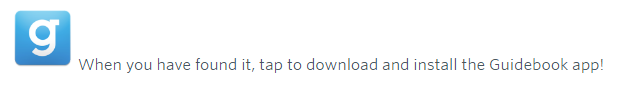 g
When you have found it, tap to download and install the Guidebook app!